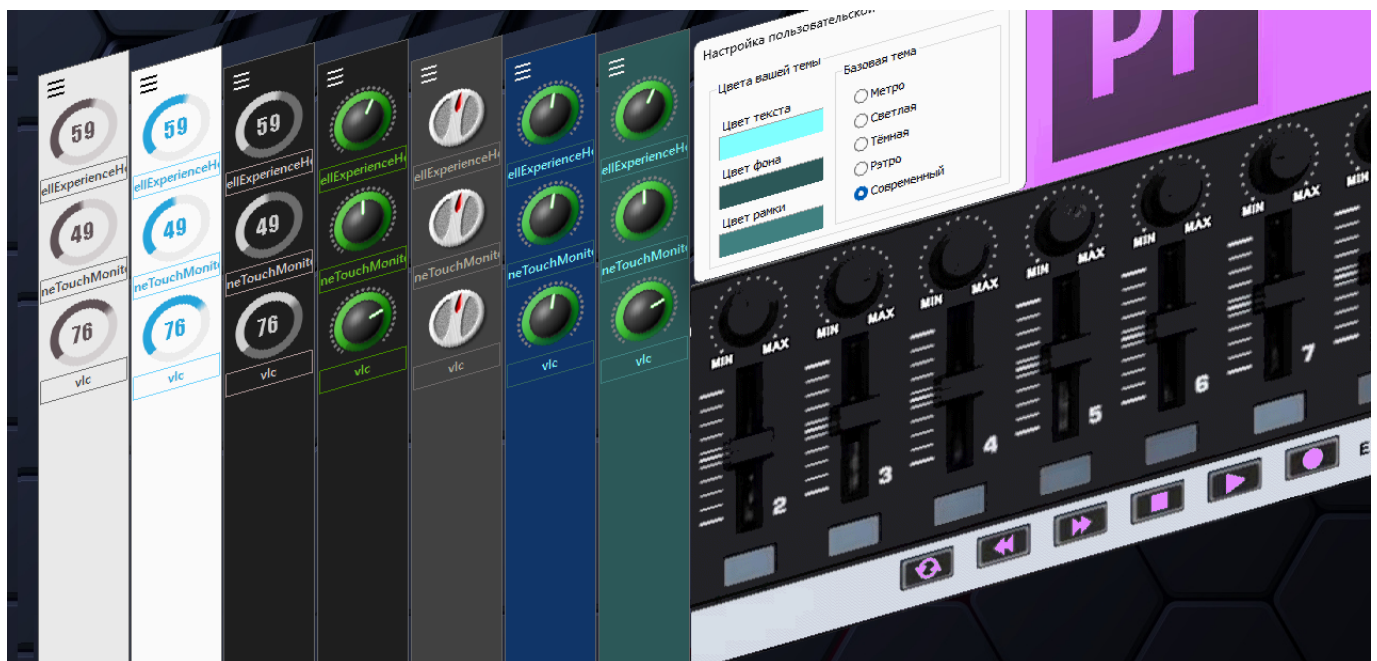 59
ellExperienceHo
49
neTouchMonito
76
vlc
59
ellExperienceHo
49
neTouchMonito
76
vlc
59
ellExperienceHo
49
neTouchMonito
76
vlc
ellExperienceHo
neTouchMonito
vlc
ellExperienceHo
neTouchMonito
vlc
ellExperienceHo
neTouchMonito
vlc
ellExperienceHo
neTouchMonito
vlc
Настройка пользовательской
Цвета вашей темы
Цвет текста
Цвет фона
Цвет рамки
Базовая тема
Метро
Светлая
Тёмная
Рэтро
Современный
Pr
MIN MAX
MIN MAX
MIN MAX
MIN MAX
MIN MAX
MIN MAX
MIN
2
3
4
5
6
7
E